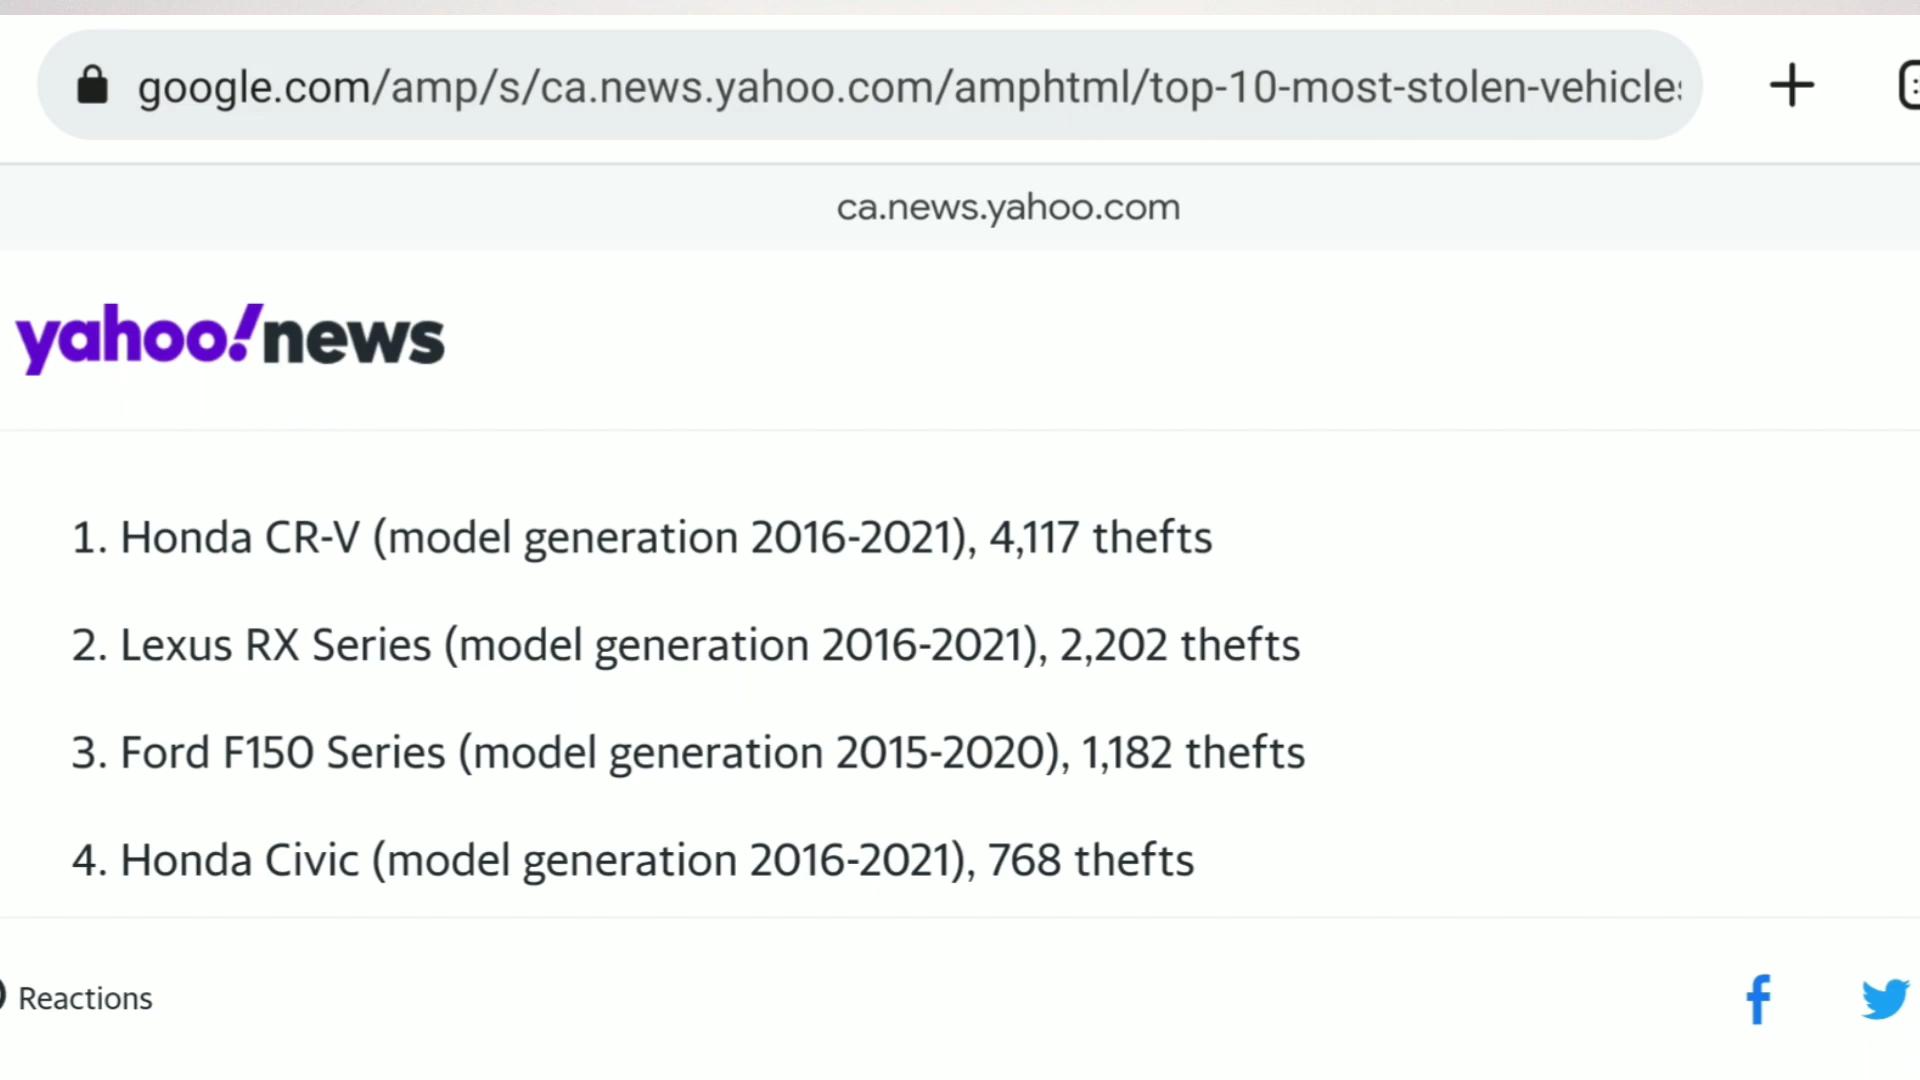 google.com/amp/s/ca.news.yahoo.com/amphtml/top-10-most-stolen-vehicles
ca.news.yahoo.com
yahoo!news
1. Honda CR-V (model generation 2016-2021), 4,117 thefts
2. Lexus RX Series (model generation 2016-2021), 2,202 thefts
3. Ford F150 Series (model generation 2015-2020), 1,182 thefts
4. Honda Civic (model generation 2016-2021), 768 thefts
Reactions